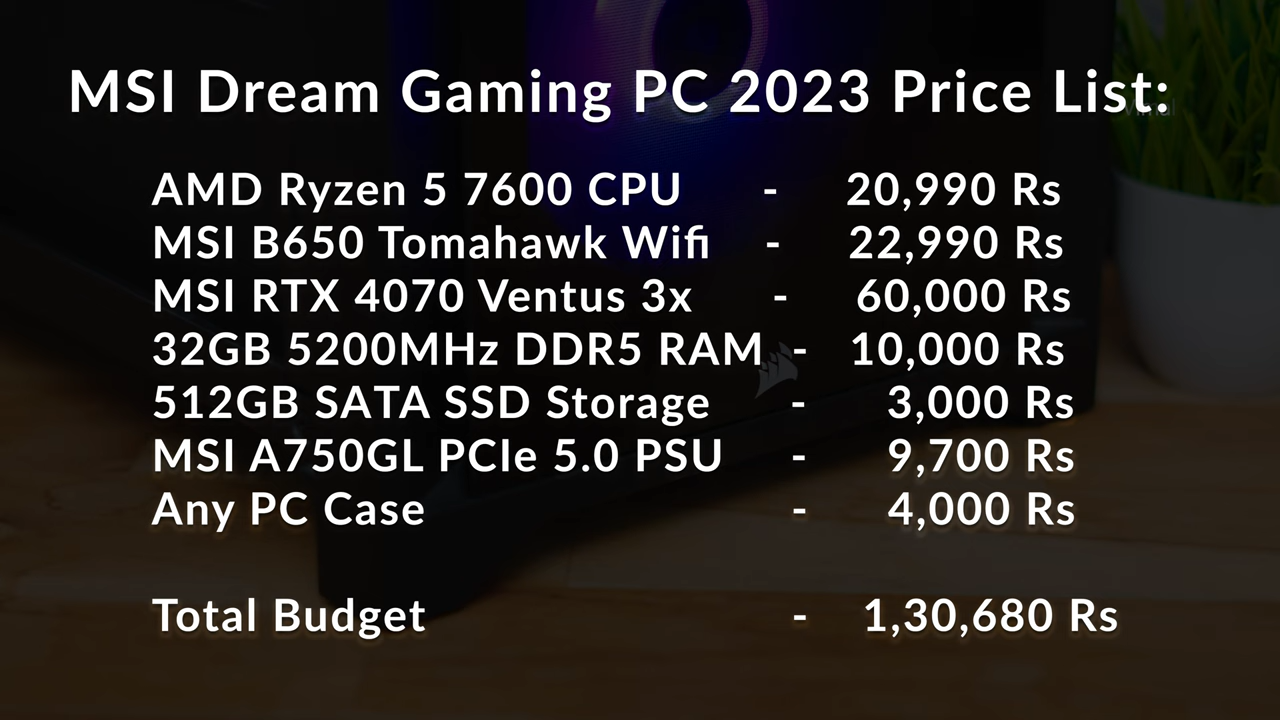 MSI Dream Gaming PC 2023 Price List:
AMD Ryzen 5 7600 CPU - 20,990 Rs
MSI B650 Tomahawk Wifi - 22,990 Rs
MSI RTX 4070 Ventus 3x - 60,000 Rs
32GB 5200MHz DDR5 RAM - 10,000 Rs
512GB SATA SSD Storage - 3,000 Rs
MSI A750GL PCIe 5.0 PSU - 9,700 Rs
Any PC Case - 4,000 Rs
Total Budget - 1,30,680 Rs